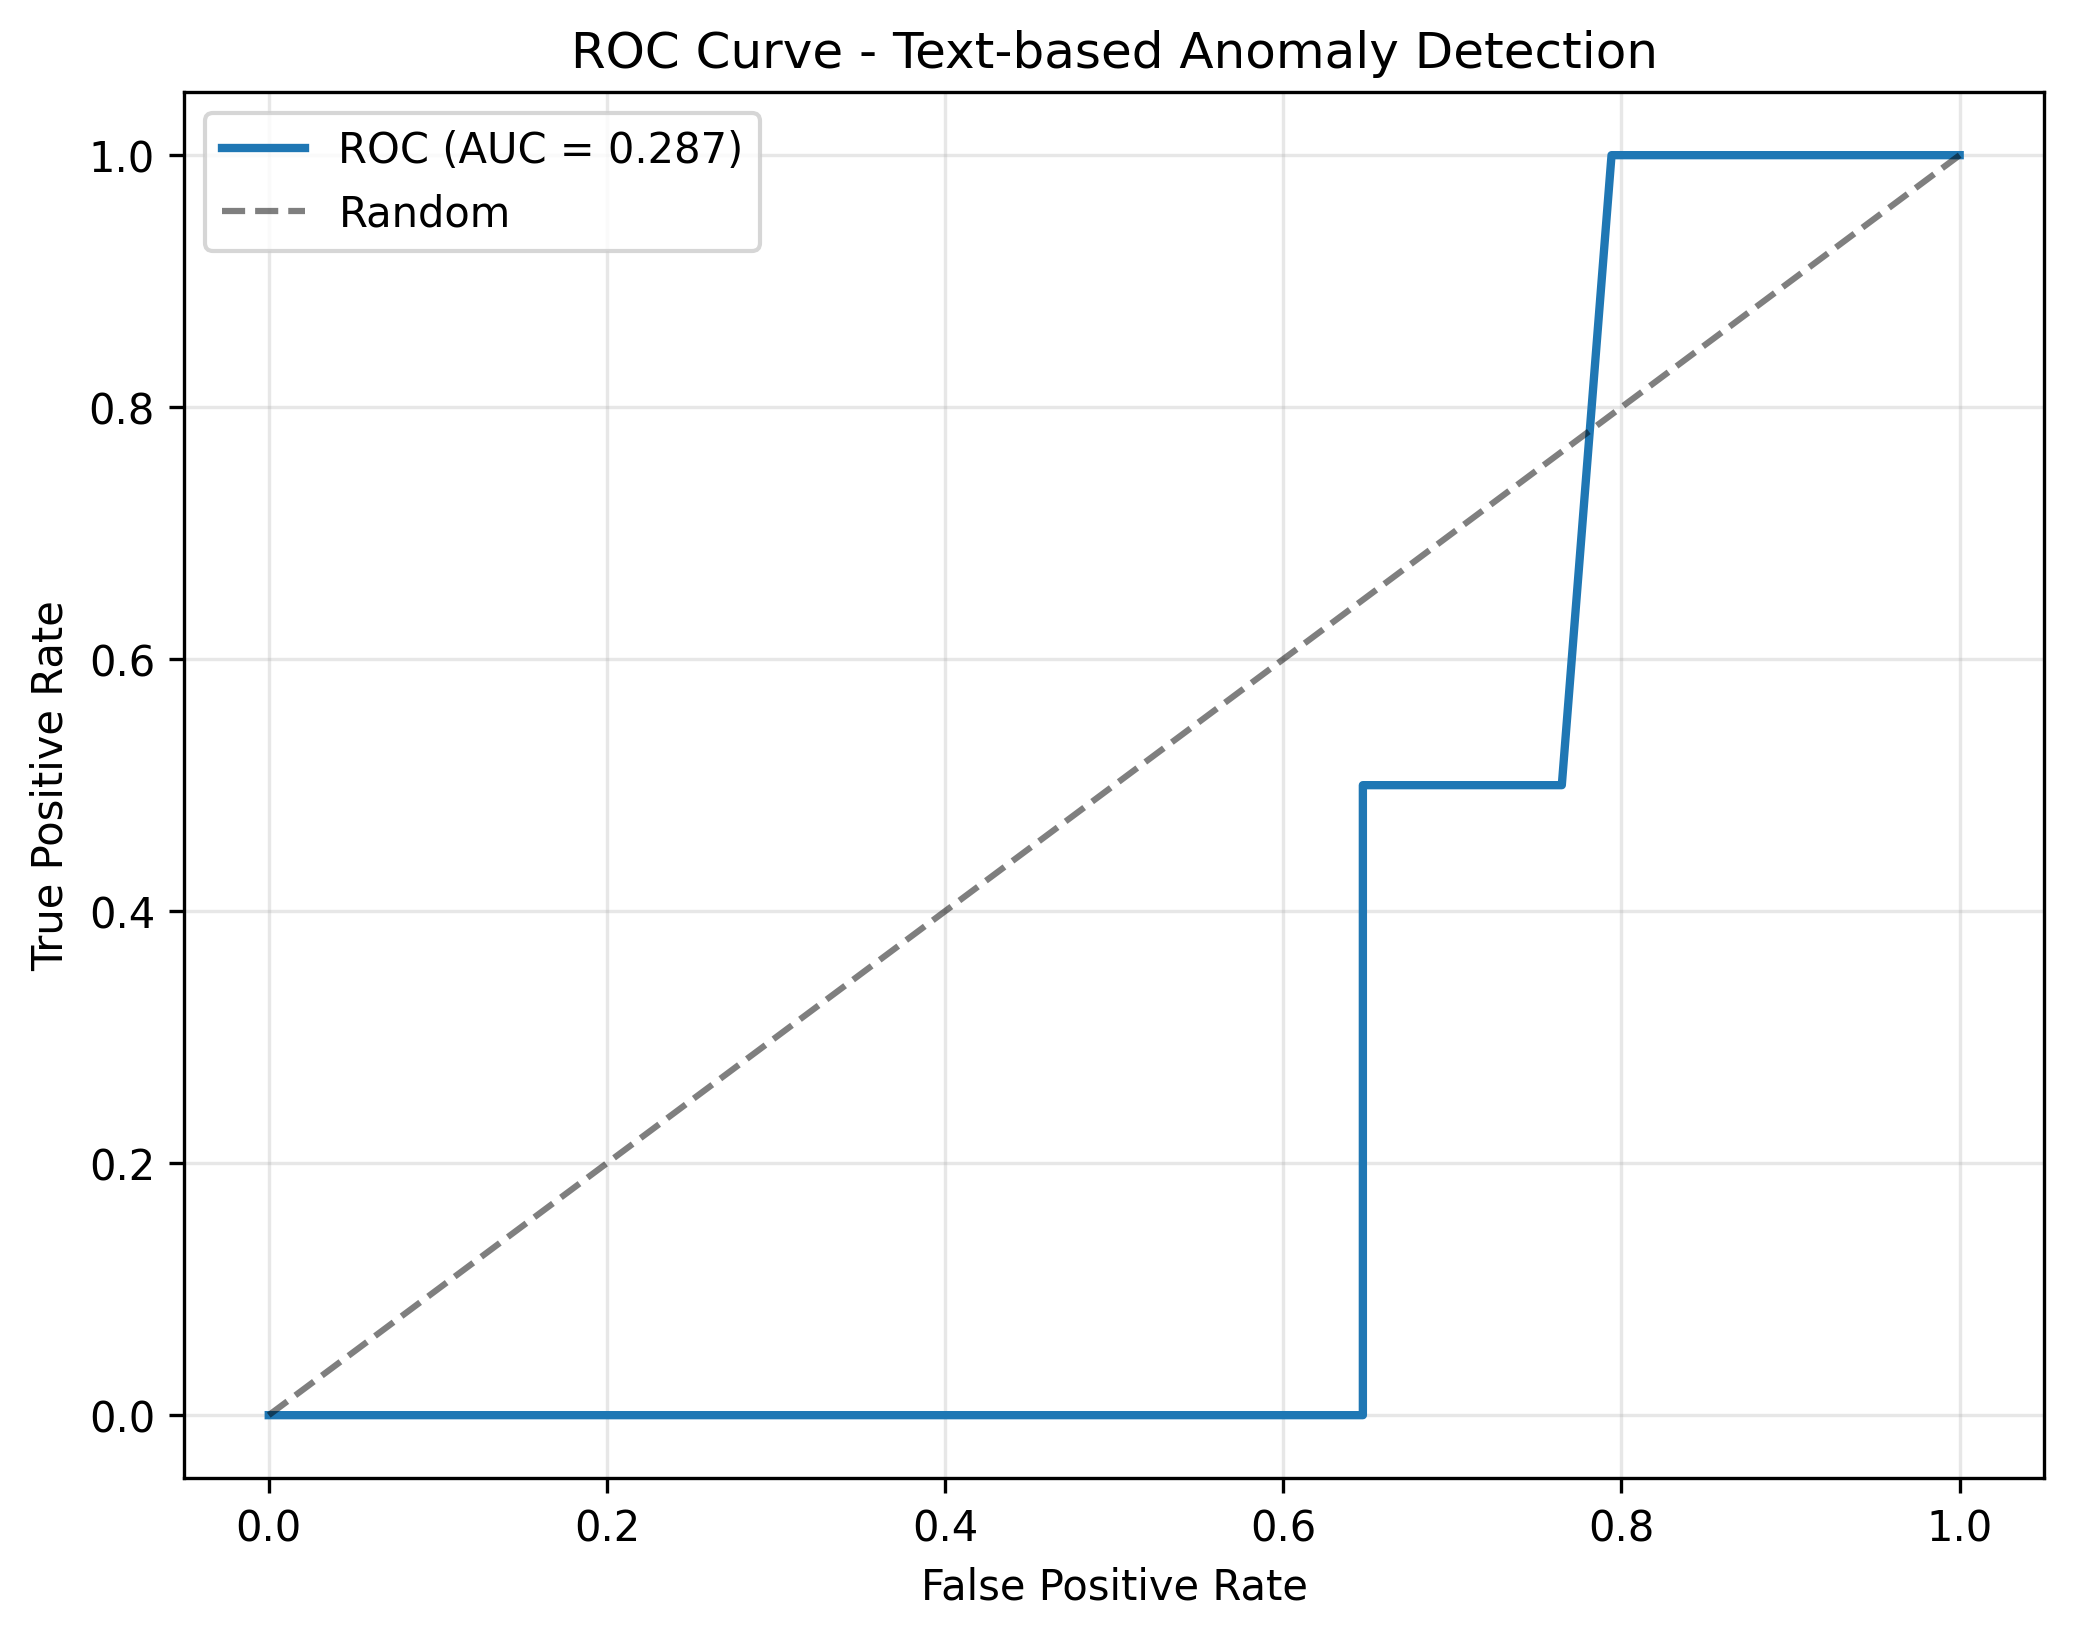 ROC Curve - Text-based Anomaly Detection
ROC (AUC = 0.287)
Random
True Positive Rate
1.0
0.8
0.6
0.4
0.2
0.0
0.0 0.2 0.4 0.6 0.8 1.0
False Positive Rate